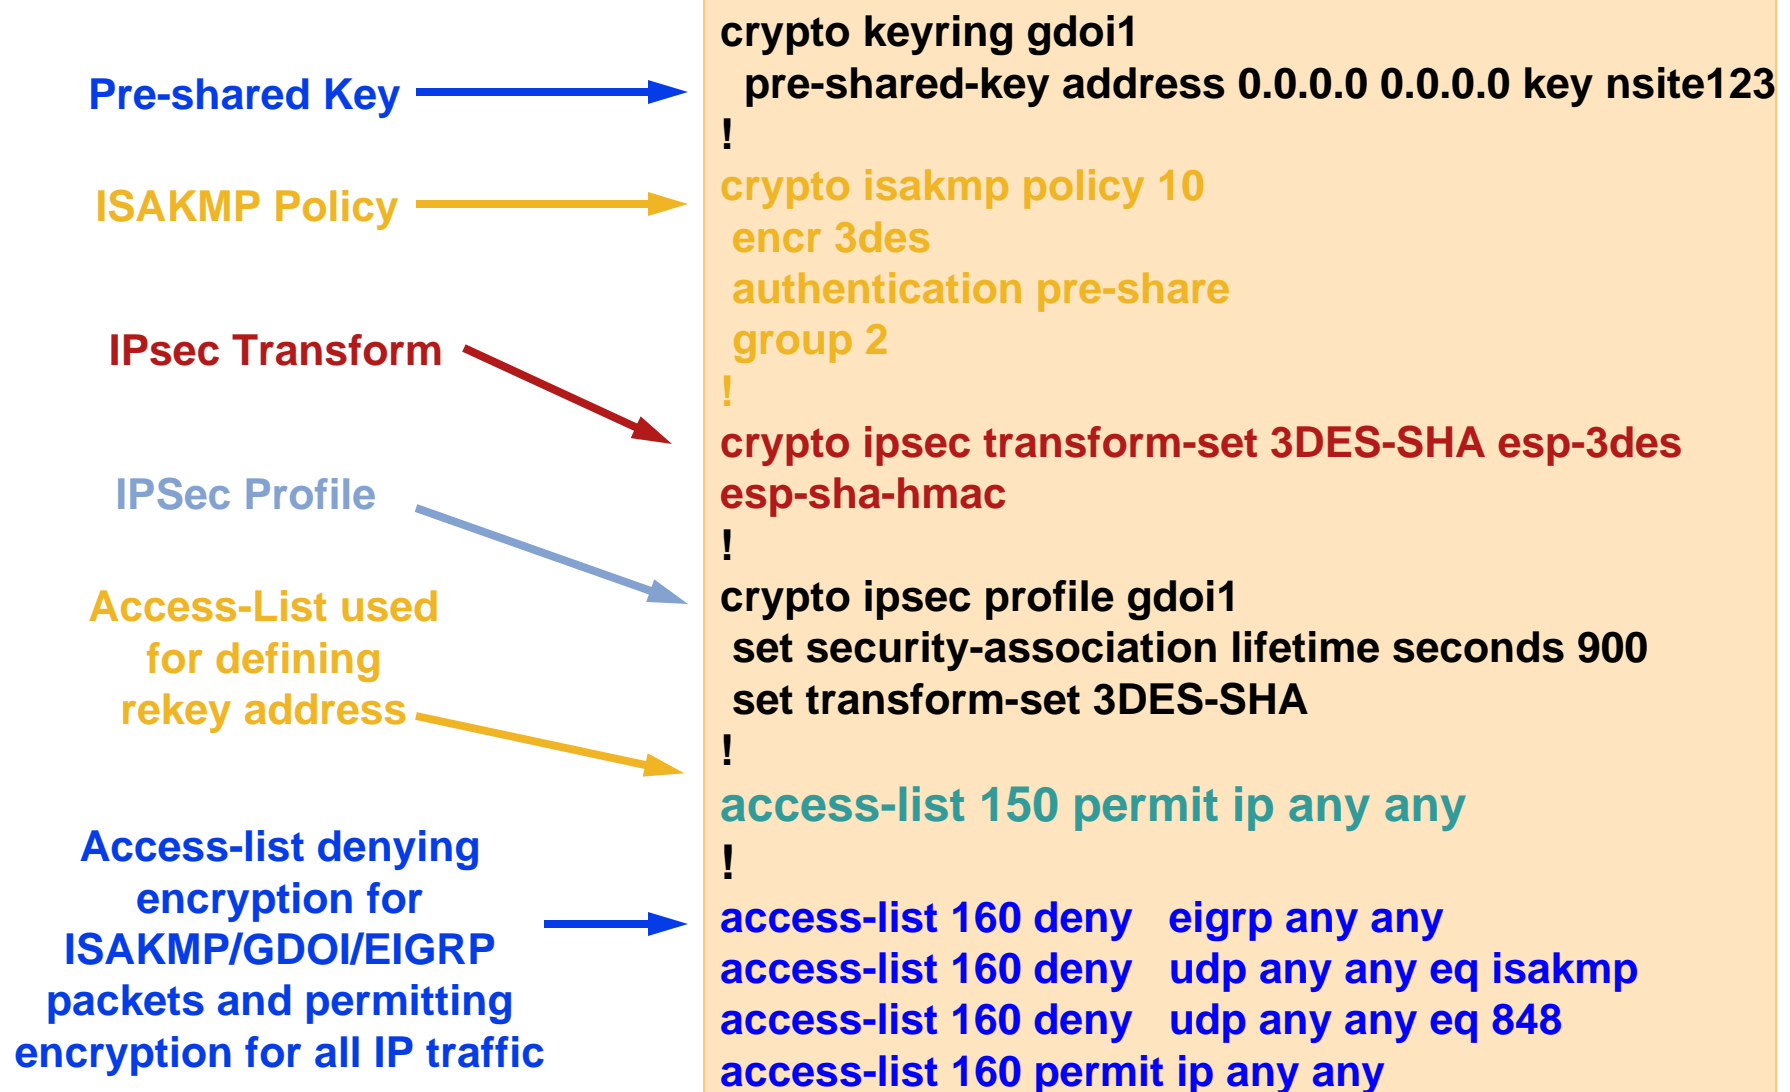 Pre-shared Key
ISAKMP Policy
IPsec Transform
IPSec Profile
Access-List used
for defining
rekey address
Access-list denying
encryption for
ISAKMP/GDOI/EIGRP
packets and permitting
encryption for all IP traffic
crypto keyring gdoi1
pre-shared-key address 0.0.0.0 0.0.0.0 key nsite123
!
crypto isakmp policy 10
encr 3des
authentication pre-share
group 2
!
crypto ipsec transform-set 3DES-SHA esp-3des
esp-sha-hmac
!
crypto ipsec profile gdoi1
set security-association lifetime seconds 900
set transform-set 3DES-SHA
!
access-list 150 permit ip any any
!
access-list 160 deny   eigrp any any
access-list 160 deny   udp any any eq isakmp
access-list 160 deny   udp any any eq 848
access-list 160 permit ip any any